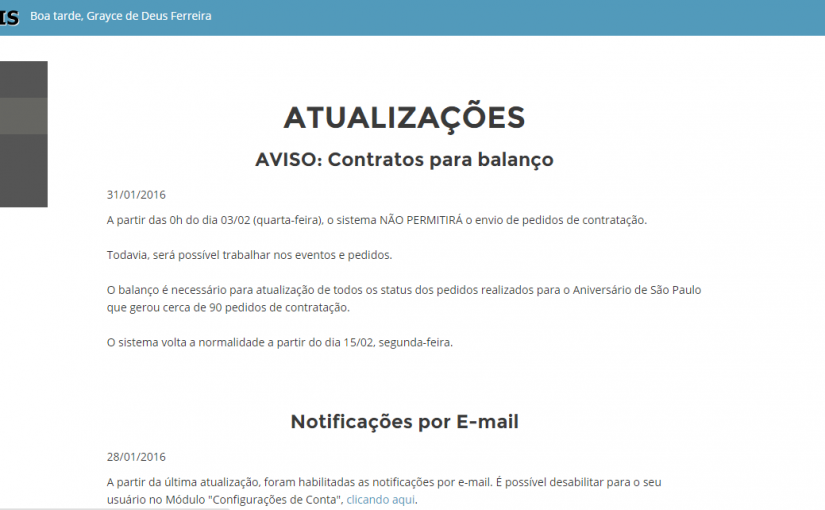 IS Boa tarde, Grayce de Deus Ferreira
ATUALIZAÇÕES
AVISO: Contratos para balanço
31/01/2016
A partir das 0h do dia 03/02 (quarta-feira), o sistema NÃO PERMITIRÁ o envio de pedidos de contratação.
Todavia, será possível trabalhar nos eventos e pedidos.
O balanço é necessário para atualização de todos os status dos pedidos realizados para o Aniversário de São Paulo
que gerou cerca de 90 pedidos de contratação.
O sistema volta a normalidade a partir do dia 15/02, segunda-feira.
Notificações por E-mail
28/01/2016
A partir da última atualização, foram habilitadas as notificações por e-mail. É possível desabilitar para o seu
usuário no Módulo "Configurações de Conta", clicando aqui.